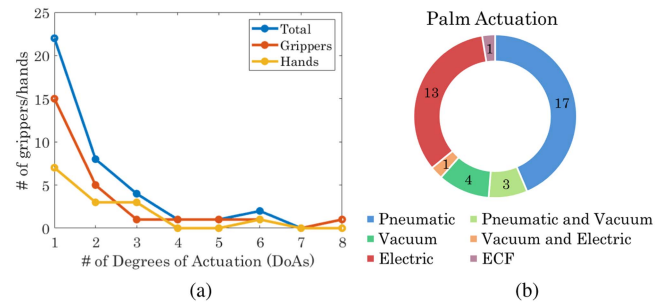 25
20
15
10
5
0
# of grippers/hands
Total
Grippers
Hands
1 2 3 4 5 6 7 8
# of Degrees of Actuation (DoAs)
(a)
Palm Actuation
1
13
17
1
4
3
Pneumatic Pneumatic and Vacuum
Vacuum Vacuum and Electric
Electric ECF
(b)